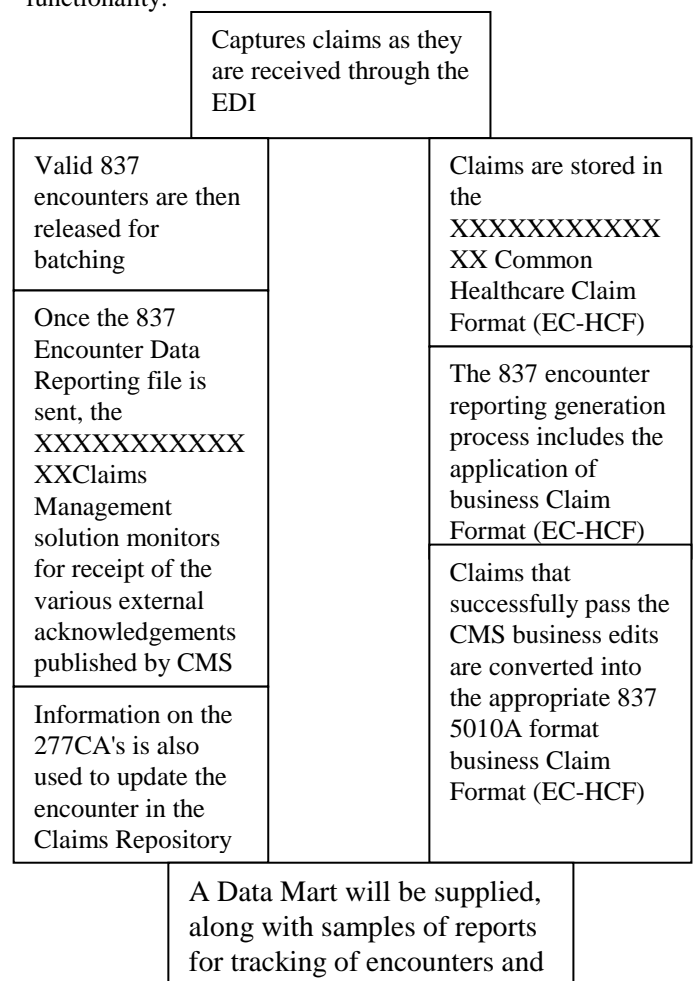 functionality.
Captures claims as they
are received through the
EDI
Valid 837
encounters are then
released for
batching
Once the 837
Encounter Data
Reporting file is
sent, the
XXXXXXXXXXX
XXClaims
Management
solution monitors
for receipt of the
various external
acknowledgements
published by CMS
Information on the
277CA's is also
used to update the
encounter in the
Claims Repository
Claims are stored in
the
XXXXXXXXXXX
XX Common
Healthcare Claim
Format (EC-HCF)
The 837 encounter
reporting generation
process includes the
application of
business Claim
Format (EC-HCF)
Claims that
successfully pass the
CMS business edits
are converted into
the appropriate 837
5010A format
business Claim
Format (EC-HCF)
A Data Mart will be supplied,
along with samples of reports
for tracking of encounters and